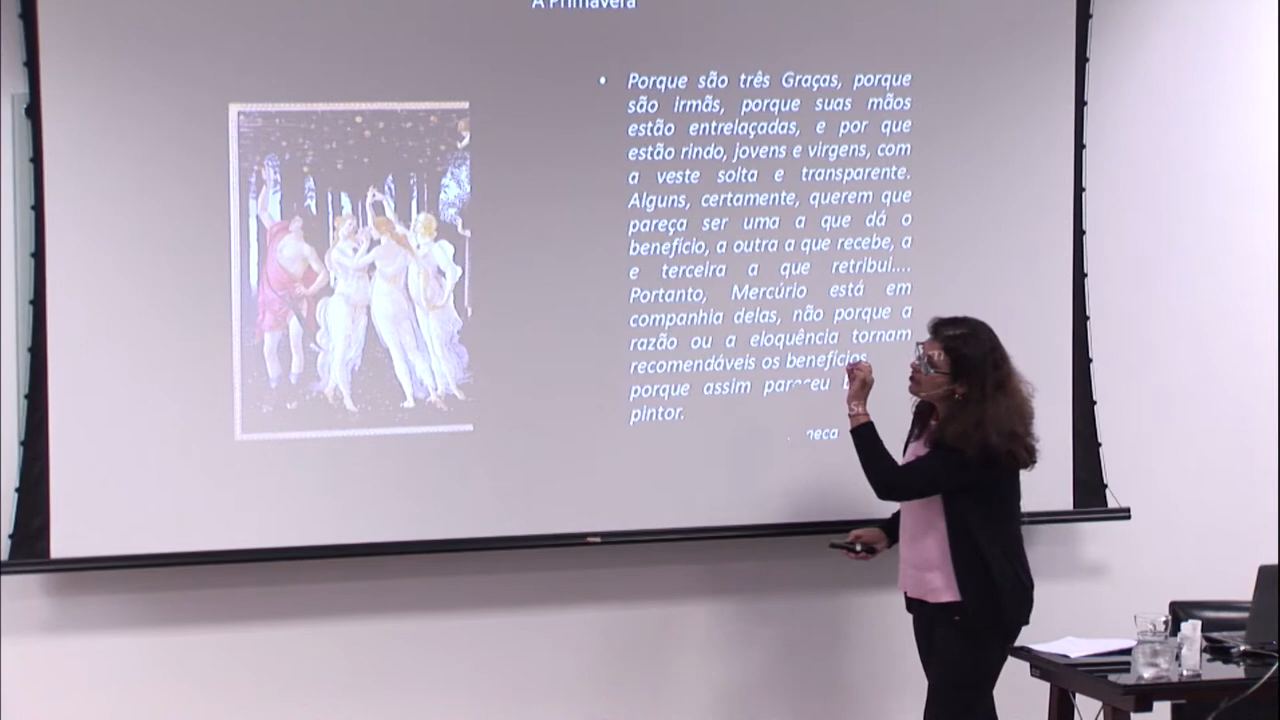 A Primavera
• Porque são três Graças, porque
são irmãs, porque suas mãos
estão entrelaçadas, e por que
estão rindo, jovens e virgens, com
a veste solta e transparente.
Alguns, certamente, querem que
pareça ser uma a que dá o
benefício, a outra a que recebe, a
e terceira a que retribui....
Portanto, Mercúrio está em
companhia delas, não porque a
razão ou a eloquência tornam
recomendáveis os benefícios
porque assim pareceu
pintor.